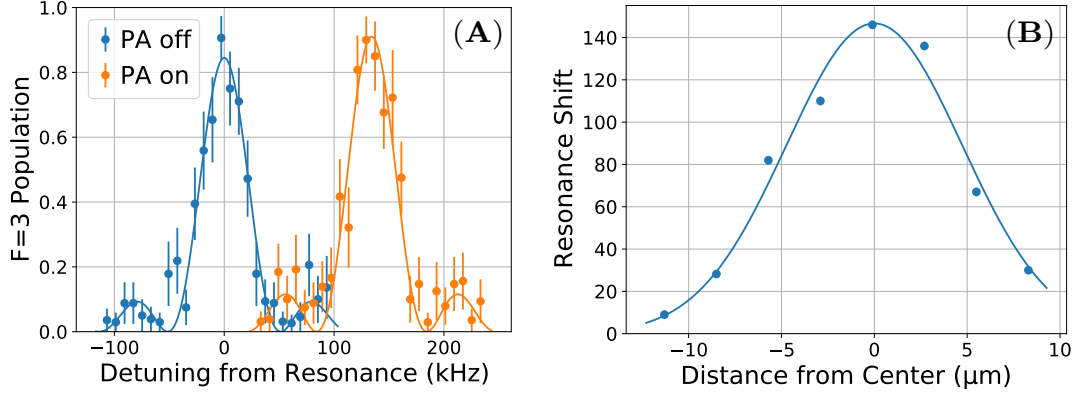 (A)
PA off
PA on
1.0
0.8
0.6
0.4
0.2
0.0
−100
0
100
200
F=3 Population
Detuning from Resonance (kHz)
(B)
140
120
100
80
60
40
20
0
−10
−5
0
5
10
Resonance Shift
Distance from Center (μm)